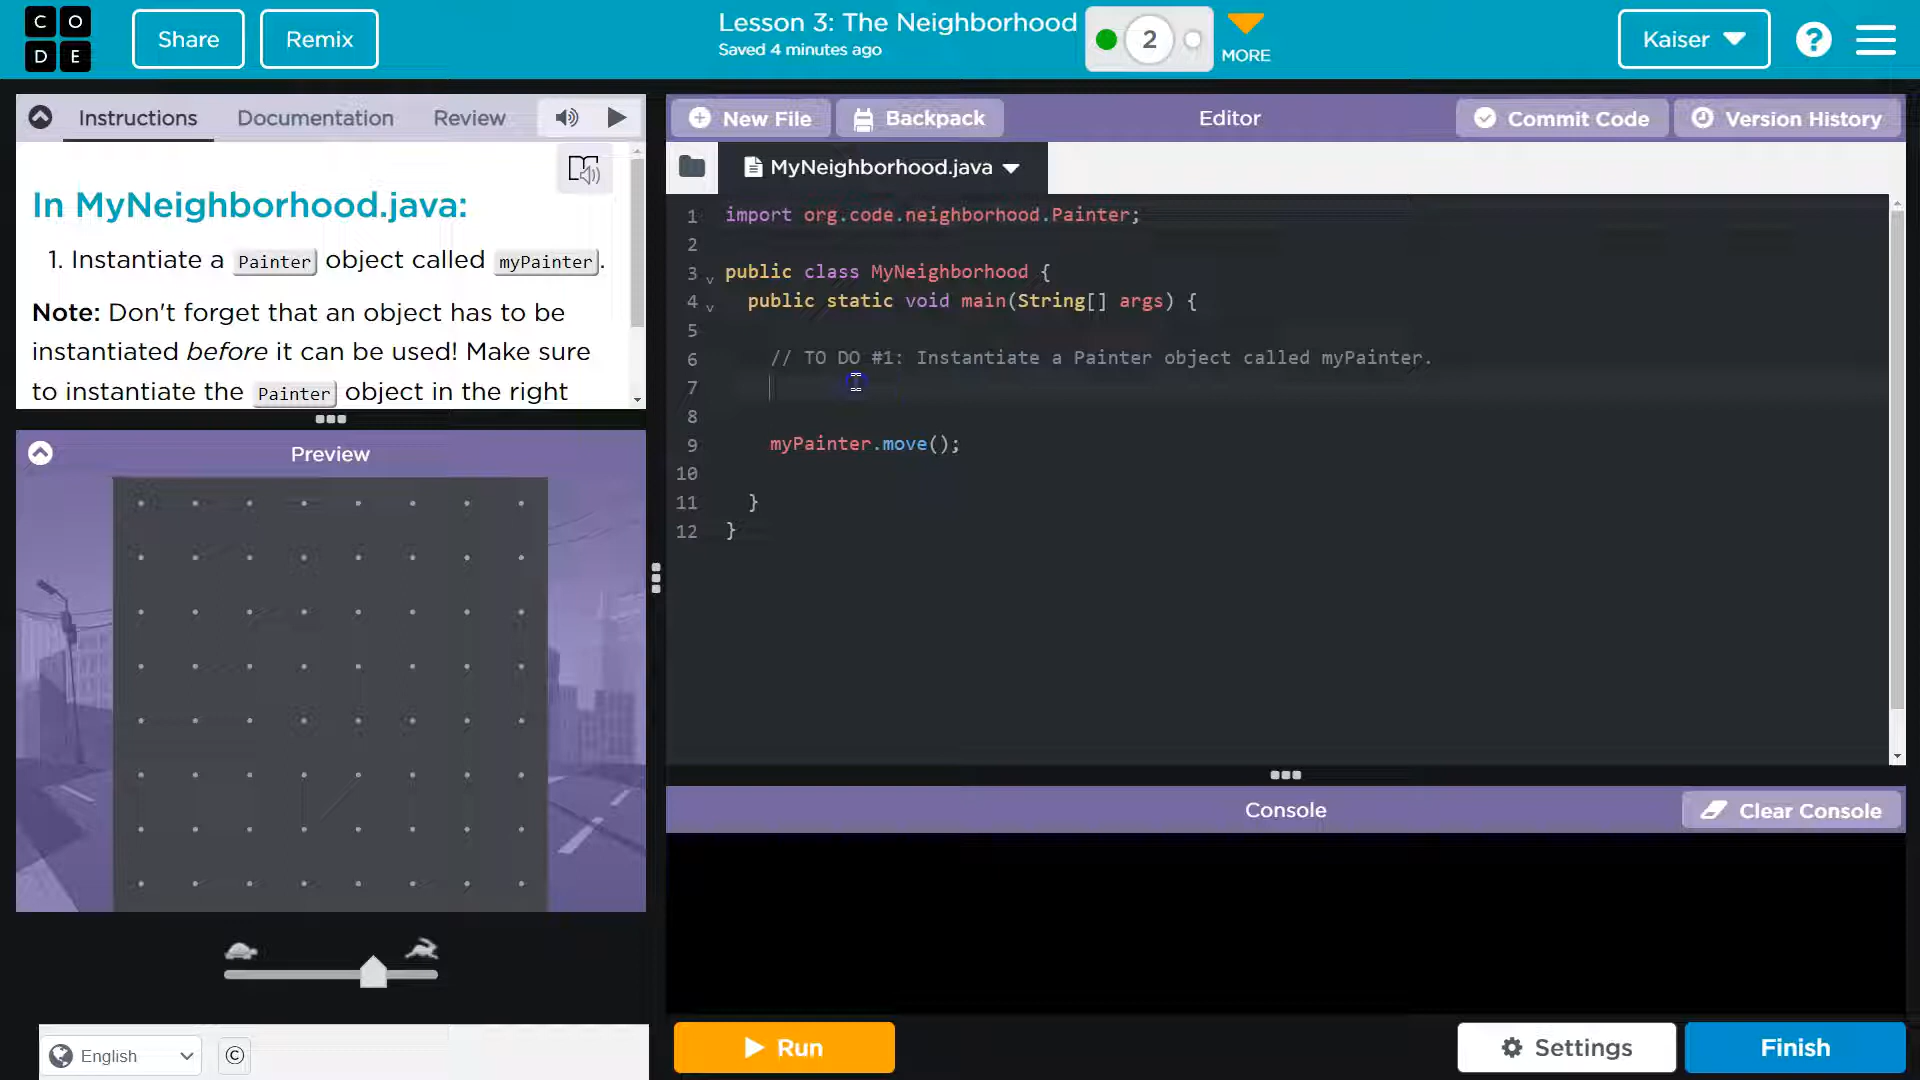 C O
D E
Share
Remix
Lesson 3: The Neighborhood
Saved 4 minutes ago
2
MORE
Kaiser
?
Instructions
Documentation
Review
In MyNeighborhood.java:
1. Instantiate a Painter object called myPainter.
Note: Don't forget that an object has to be
instantiated before it can be used! Make sure
to instantiate the Painter object in the right
Preview
English
©
New File
Backpack
Editor
Commit Code
Version History
MyNeighborhood.java
1 import org.code.neighborhood.Painter;
2
3 public class MyNeighborhood {
4 public static void main(String[] args) {
5
6 // TO DO #1: Instantiate a Painter object called myPainter.
7
8
9 myPainter.move();
10
11 }
12 }
Console
Clear Console
Run
Settings
Finish